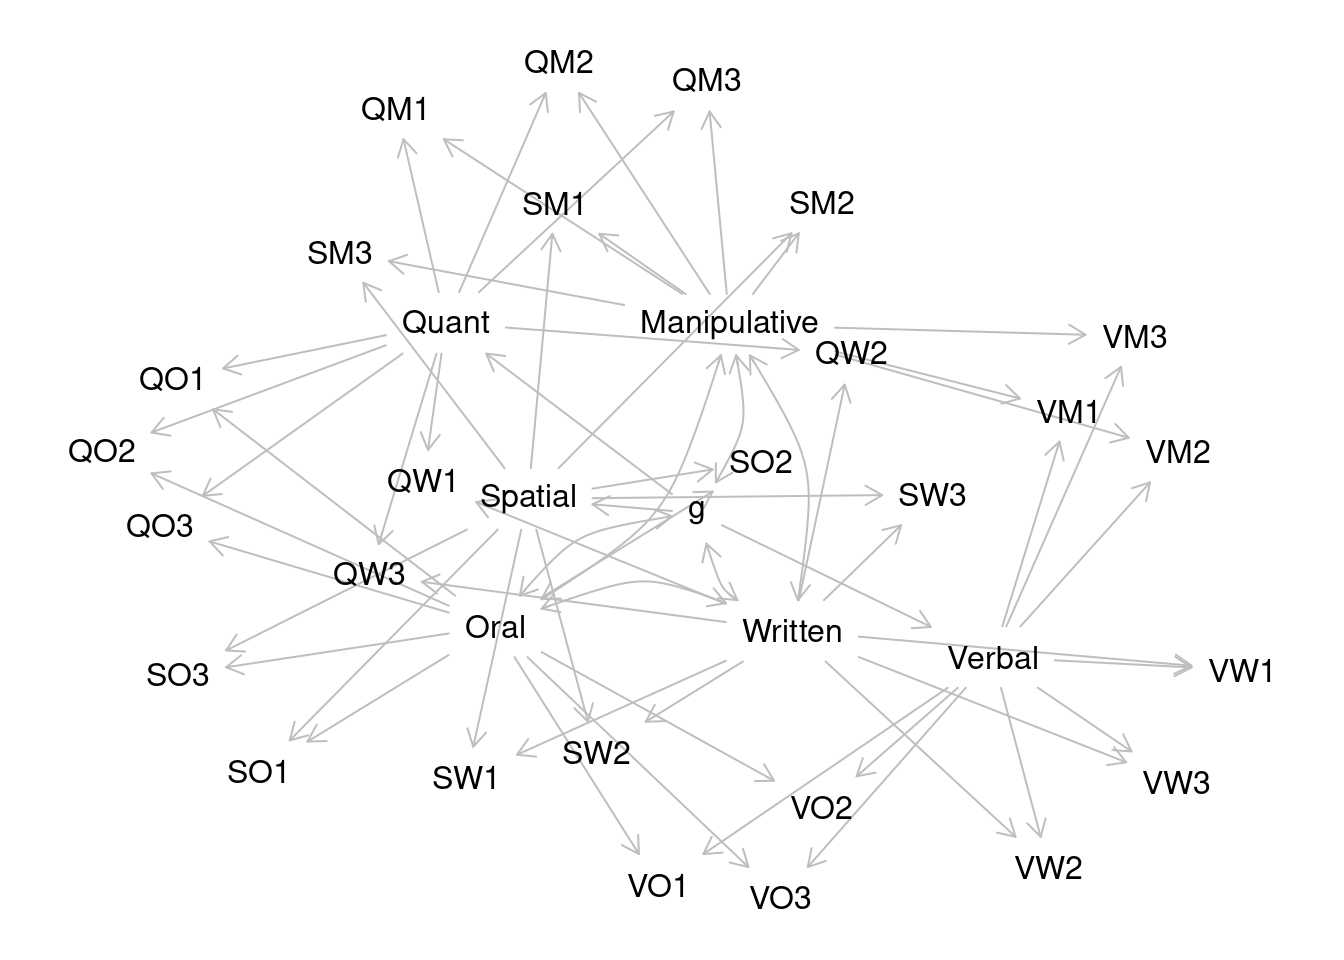 QM2
QM3
QM1
SM1
SM2
SM3
Quant
Manipulative
VM3
QW2
QO1
VM1
QO2
VM2
SO2
QW1
Spatial
SW3
g
QO3
QW3
Oral
Written
Verbal
SO3
VW1
SW2
SO1
SW1
VW3
VO2
VW2
VO1
VO3